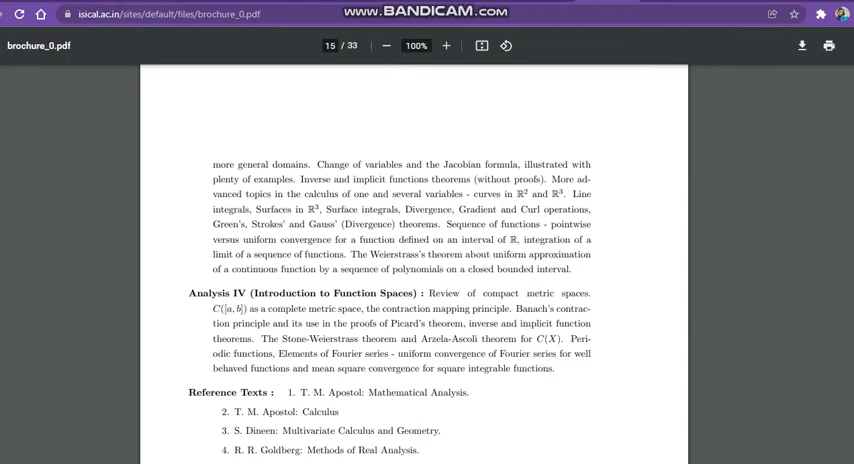 isical.ac.in/sites/default/files/brochure_0.pdf
www.BANDICAM.com
brochure_0.pdf
15 / 33
100%
more general domains. Change of variables and the Jacobian formula, illustrated with
plenty of examples. Inverse and implicit functions theorems (without proofs). More ad-
vanced topics in the calculus of one and several variables - curves in ℝ² and ℝ³. Line
integrals, Surfaces in ℝ³, Surface integrals, Divergence, Gradient and Curl operations,
Green's, Strokes' and Gauss' (Divergence) theorems. Sequence of functions - pointwise
versus uniform convergence for a function defined on an interval of ℝ, integration of a
limit of a sequence of functions. The Weierstrass's theorem about uniform approximation
of a continuous function by a sequence of polynomials on a closed bounded interval.
Analysis IV (Introduction to Function Spaces) : Review of compact metric spaces.
C([a, b]) as a complete metric space, the contraction mapping principle. Banach's contrac-
tion principle and its use in the proofs of Picard's theorem, inverse and implicit function
theorems. The Stone-Weierstrass theorem and Arzela-Ascoli theorem for C(X). Peri-
odic functions, Elements of Fourier series - uniform convergence of Fourier series for well
behaved functions and mean square convergence for square integrable functions.
Reference Texts : 1. T. M. Apostol: Mathematical Analysis.
2. T. M. Apostol: Calculus
3. S. Dineen: Multivariate Calculus and Geometry.
4. R. R. Goldberg: Methods of Real Analysis.